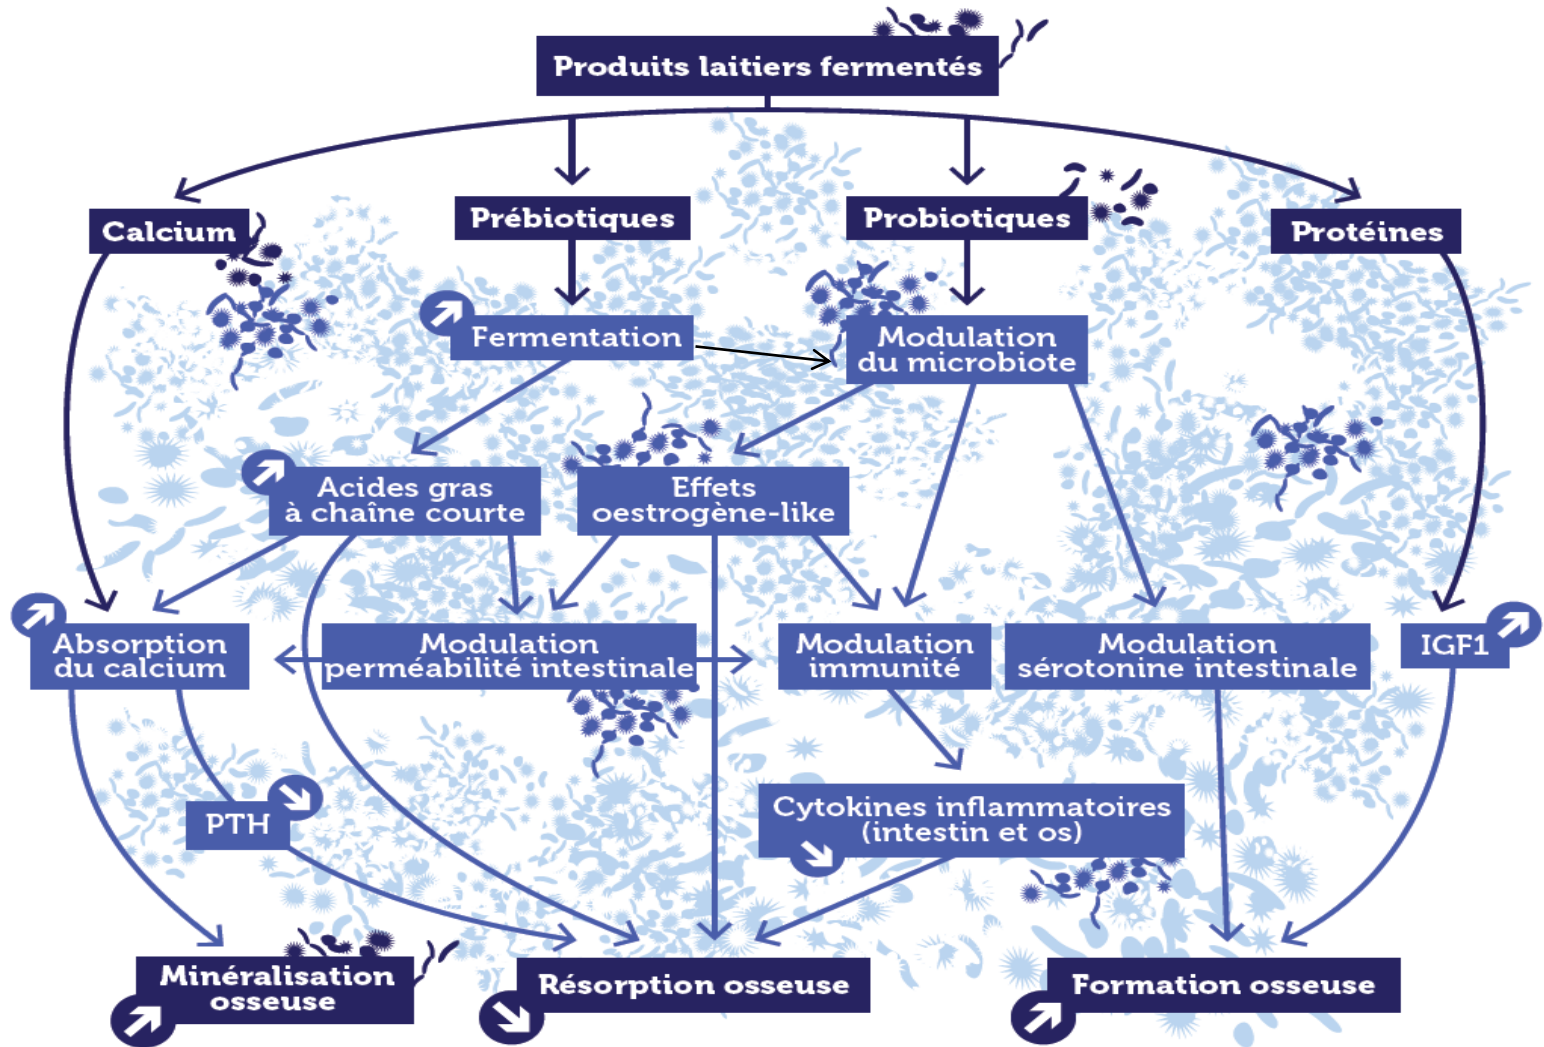 Produits laitiers fermentés
Calcium
Prébiotiques
Probiotiques
Protéines
Fermentation
Modulation
du microbiote
Acides gras
à chaîne courte
Effets
oestrogène-like
Absorption
du calcium
Modulation
perméabilité intestinale
Modulation
immunité
Modulation
sérotonine intestinale
IGF1
PTH
Cytokines inflammatoires
(intestin et os)
Minéralisation
osseuse
Résorption osseuse
Formation osseuse